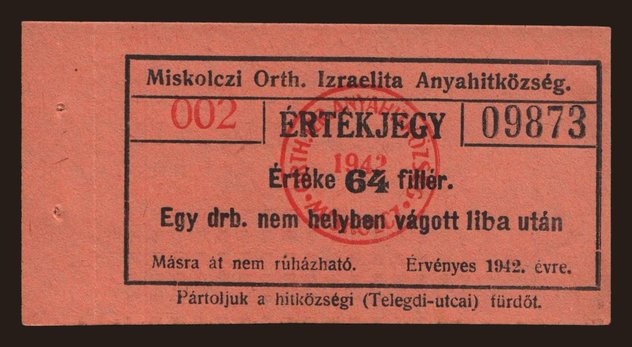 Miskolczi Orth. Izraelita Anyahitközség.
002 ÉRTÉKJEGY 09873
1942
Értéke 64 fillér.
Egy drb. nem helyben vágott liba után
Másra át nem ruházható. Érvényes 1942. évre.
Pártoljuk a hitközségi (Telegdi-utcai) fürdőt.